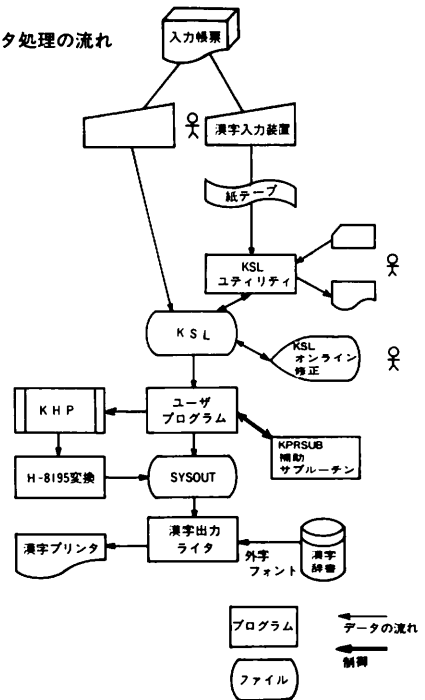 タ処理の流れ
入力帳票
漢字入力装置
紙テープ
KSL
ユティリティ
KSL
KSL
オンライン
修正
KHP
ユーザ
プログラム
KPRSUB
補助
サブルーチン
H-8195変換
SYSOUT
漢字プリンタ
漢字出力
ライタ
外字
フォント
漢字
辞書
プログラム
データの流れ
制御
ファイル